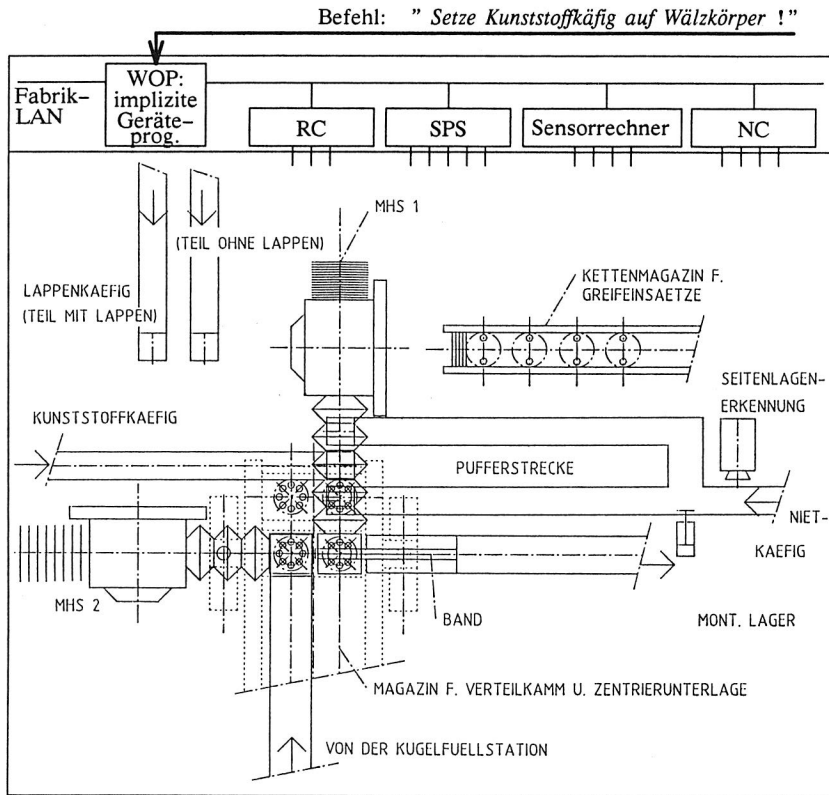 Befehl: " Setze Kunststoffkäfig auf Wälzkörper !"
Fabrik-
LAN
WOP:
implizite
Geräte-
prog.
RC
SPS
Sensorrechner
NC
MHS 1
(TEIL OHNE LAPPEN)
LAPPENKAEFIG
(TEIL MIT LAPPEN)
KETTENMAGAZIN F.
GREIFEINSAETZE
SEITENLAGEN-
ERKENNUNG
KUNSTSTOFFKAEFIG
PUFFERSTRECKE
NIET-
KAEFIG
MHS 2
BAND
MONT. LAGER
MAGAZIN F. VERTEILKAMM U. ZENTRIERUNTERLAGE
VON DER KUGELFUELLSTATION